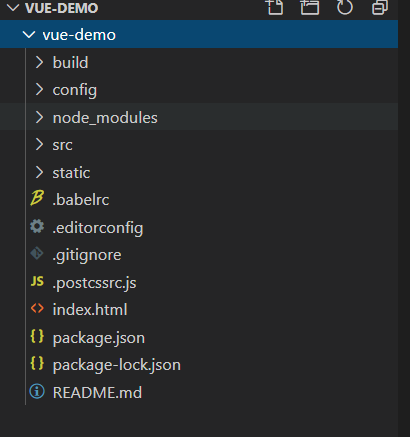 VUE-DEMO
vue-demo
build
config
node_modules
src
static
.babelrc
.editorconfig
.gitignore
JS .postcssrc.js
index.html
package.json
package-lock.json
README.md